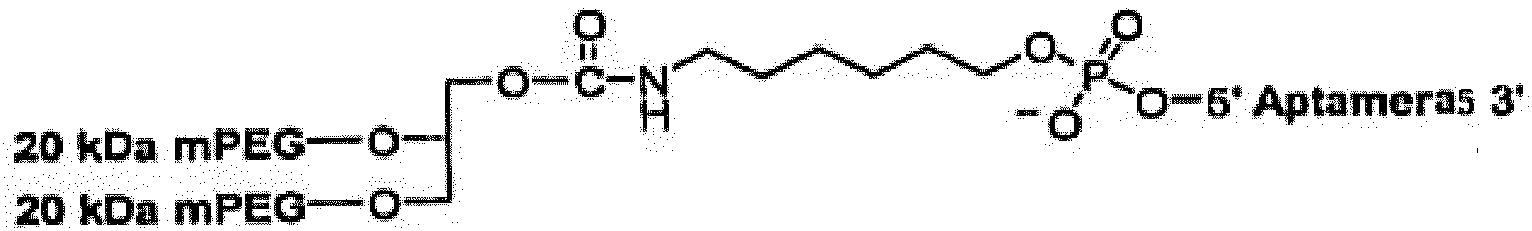 O
O
O C N O P
H
O 5' Aptameras 3'
- O
20 kDa mPEG O
20 kDa mPEG O